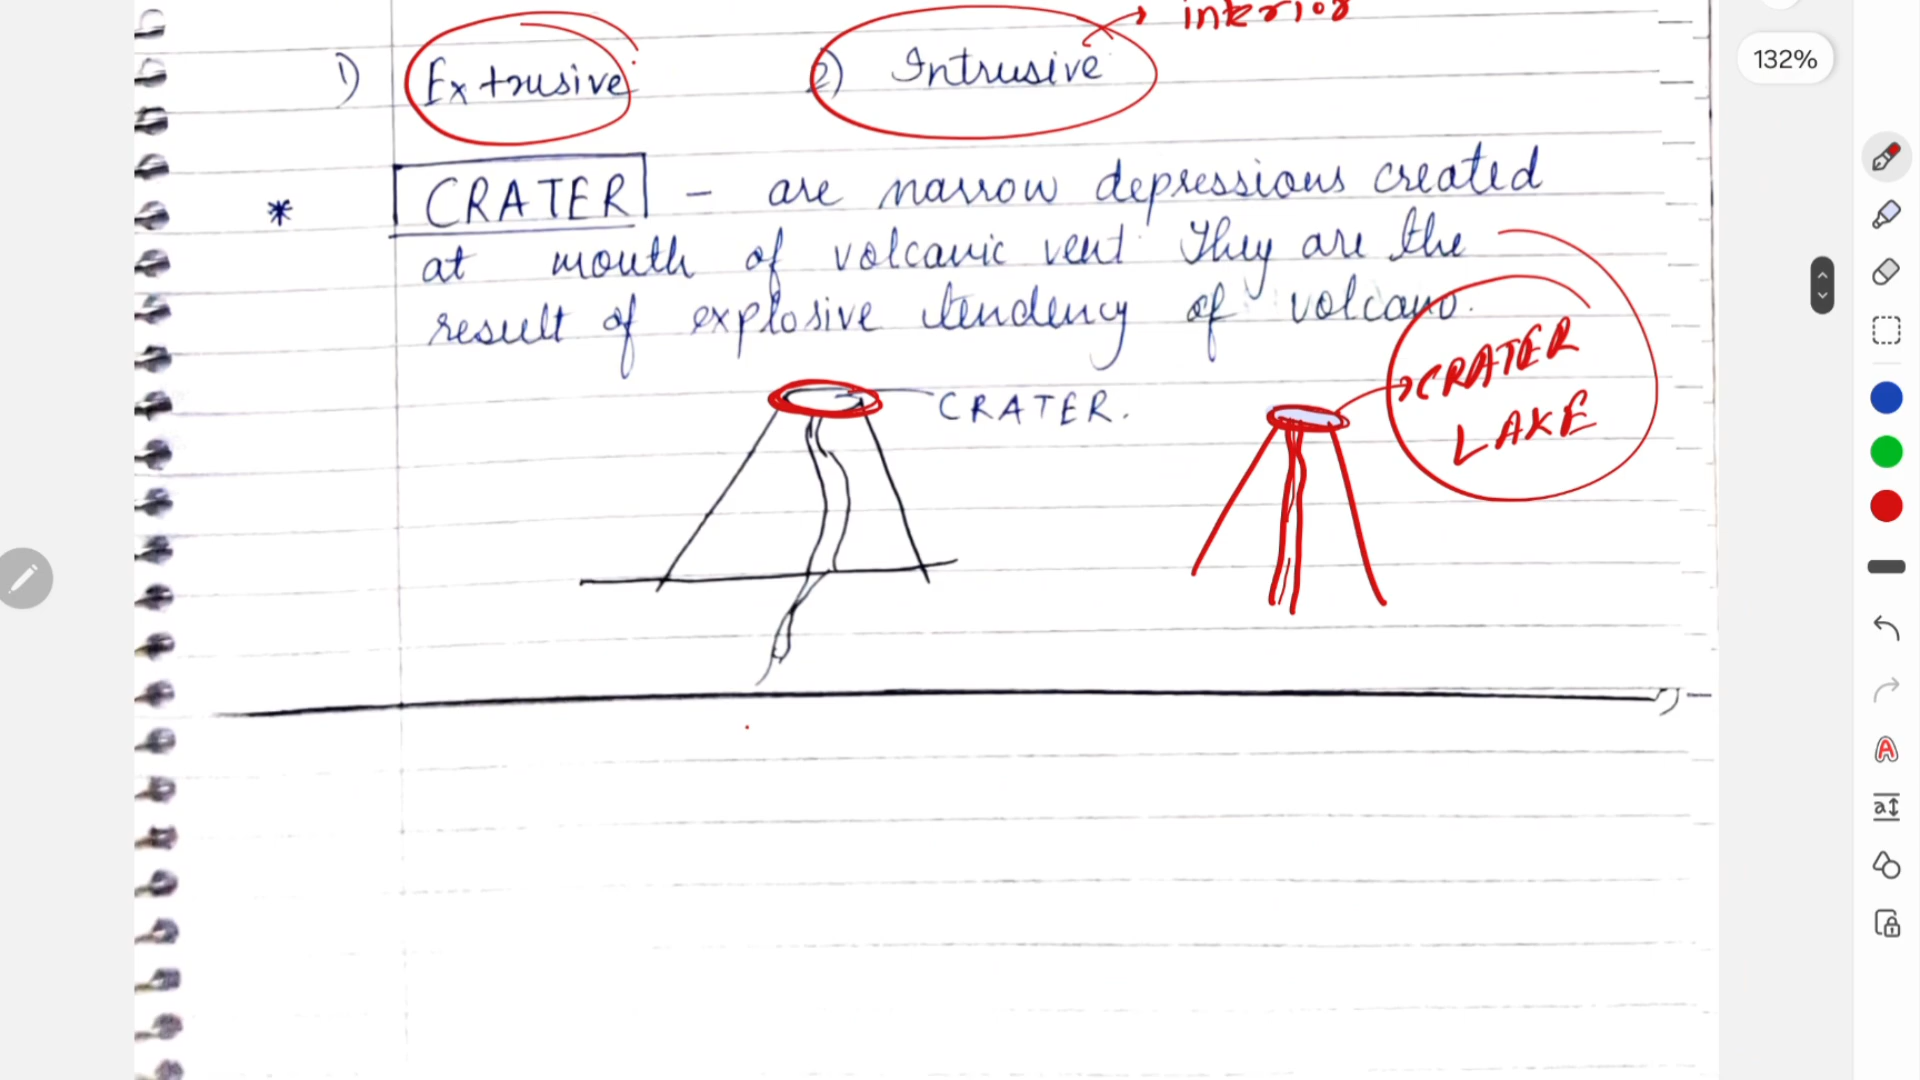 interior
1) Extrusive 2) Intrusive
132%
* CRATER - are narrow depressions created
at mouth of volcanic vent. They are the
result of explosive tendency of volcano.
CRATER.
CRATER
LAKE